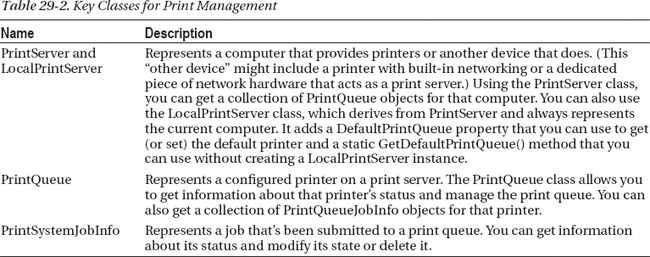 Table 29-2. Key Classes for Print Management
Name Description
PrintServer and LocalPrintServer Represents a computer that provides printers or another device that does. (This
“other device” might include a printer with built-in networking or a dedicated
piece of network hardware that acts as a print server.) Using the PrintServer class,
you can get a collection of PrintQueue objects for that computer. You can also use
the LocalPrintServer class, which derives from PrintServer and always represents
the current computer. It adds a DefaultPrintQueue property that you can use to get
(or set) the default printer and a static GetDefaultPrintQueue() method that you
can use without creating a LocalPrintServer instance.
PrintQueue Represents a configured printer on a print server. The PrintQueue class allows you
to get information about that printer’s status and manage the print queue. You can
also get a collection of PrintQueueJobInfo objects for that printer.
PrintSystemJobInfo Represents a job that’s been submitted to a print queue. You can get information
about its status and modify its state or delete it.